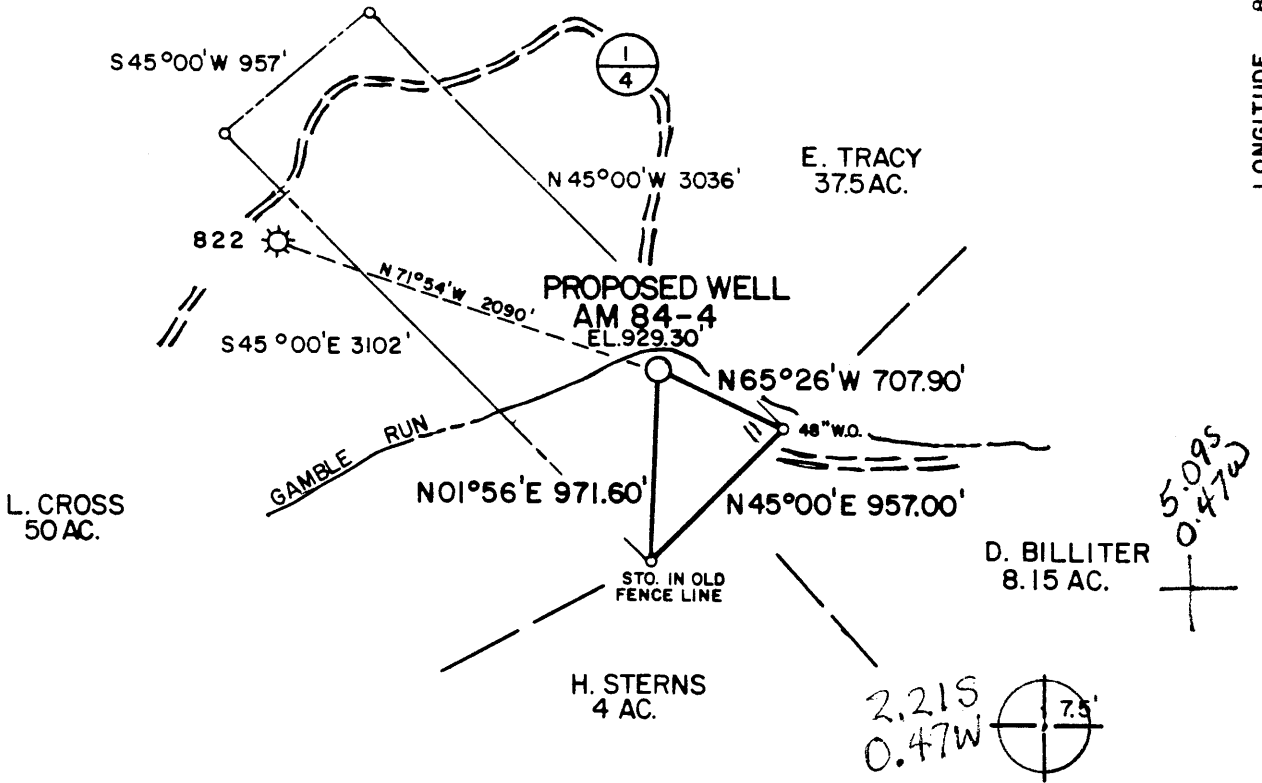 S45°00'W 957'
1
4
LONGITUDE 8
E. TRACY
37.5 AC.
N45°00'W 3036'
822
N71°54'W 2090'
PROPOSED WELL
AM 84-4
EL.929.30'
S45°00'E 3102'
N65°26'W 707.90'
48" W.O.
GAMBLE RUN
N01°56'E 971.60'
N45°00'E 957.00'
L. CROSS
50 AC.
5.09S
0.47W
D. BILLITER
8.15 AC.
STO. IN OLD
FENCE LINE
H. STERNS
4 AC.
2.21S
0.47W
7.5'